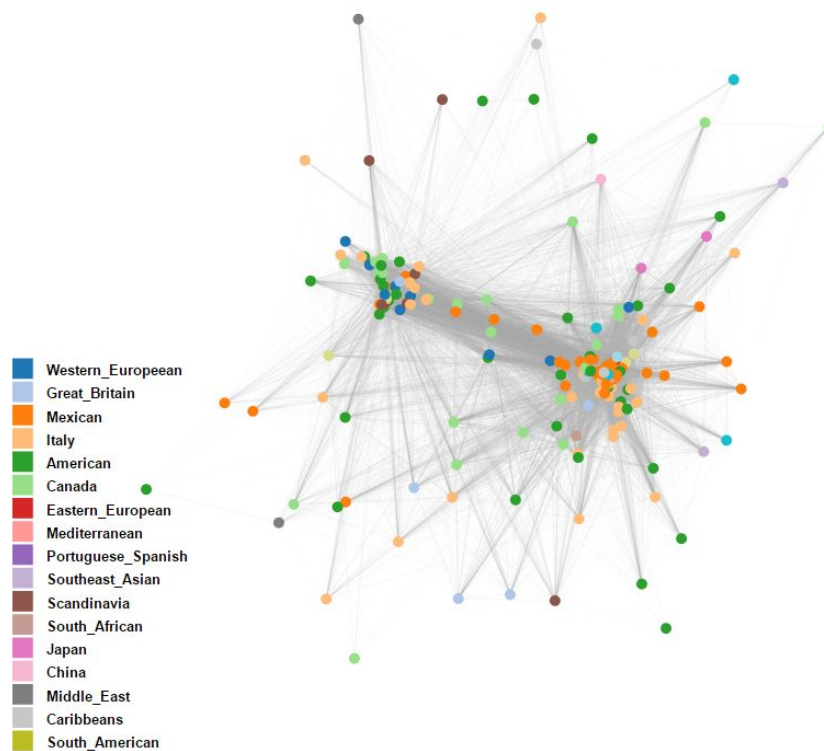 Western_Europeean
Great_Britain
Mexican
Italy
American
Canada
Eastern_European
Mediterranean
Portuguese_Spanish
Southeast_Asian
Scandinavia
South_African
Japan
China
Middle_East
Caribbeans
South_American